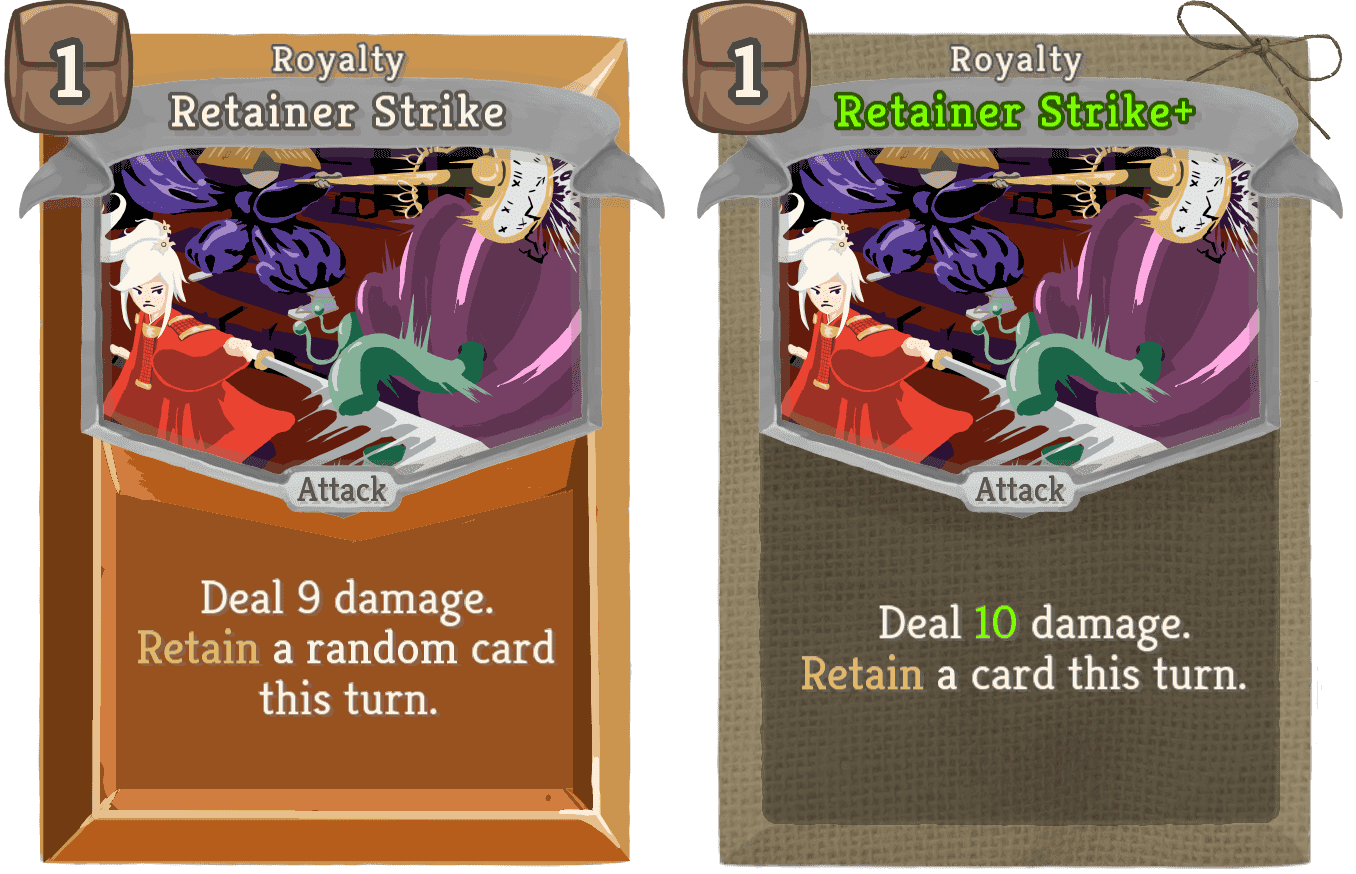 1
Royalty
Retainer Strike
Attack
Deal 9 damage.
Retain a random card
this turn.
1
Royalty
Retainer Strike+
Attack
Deal 10 damage.
Retain a card this turn.